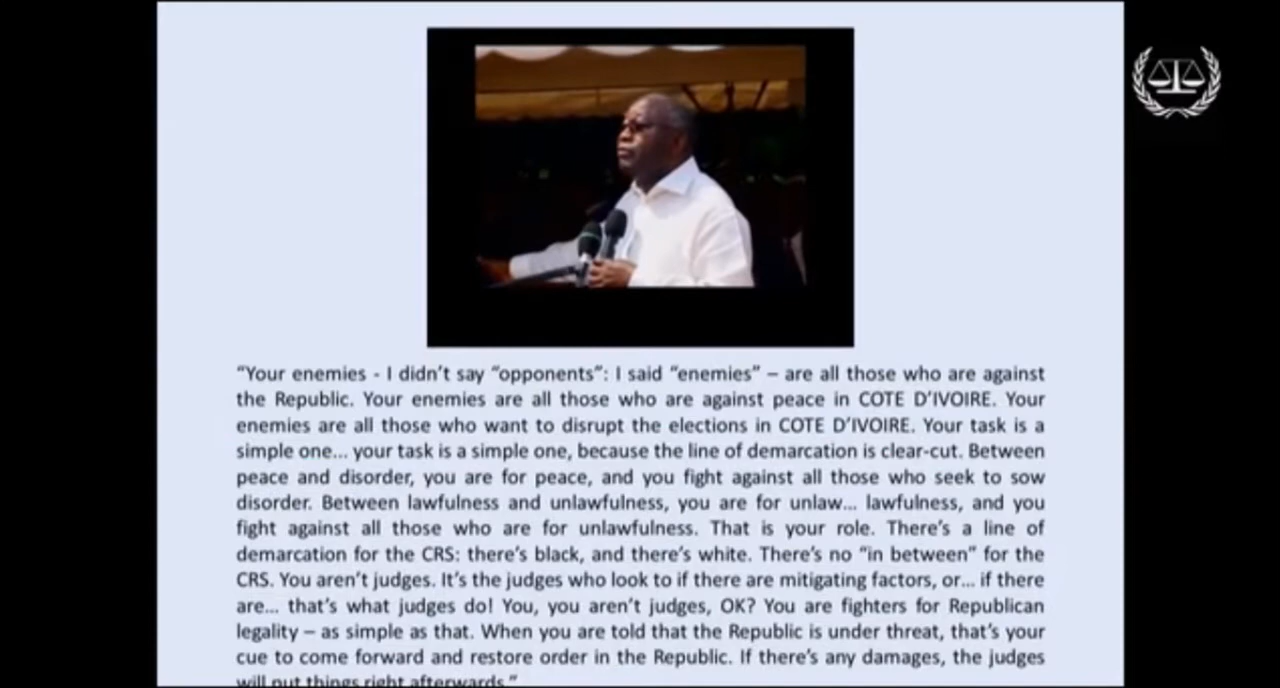 “Your enemies - I didn’t say “opponents”: I said “enemies” – are all those who are against
the Republic. Your enemies are all those who are against peace in COTE D’IVOIRE. Your
enemies are all those who want to disrupt the elections in COTE D’IVOIRE. Your task is a
simple one... your task is a simple one, because the line of demarcation is clear-cut. Between
peace and disorder, you are for peace, and you fight against all those who seek to sow
disorder. Between lawfulness and unlawfulness, you are for unlaw... lawfulness, and you
fight against all those who are for unlawfulness. That is your role. There’s a line of
demarcation for the CRS: there’s black, and there’s white. There’s no “in between” for the
CRS. You aren’t judges. It’s the judges who look to if there are mitigating factors, or... if there
are... that’s what judges do! You, you aren’t judges, OK? You are fighters for Republican
legality – as simple as that. When you are told that the Republic is under threat, that’s your
cue to come forward and restore order in the Republic. If there’s any damages, the judges
will put things right afterwards.”